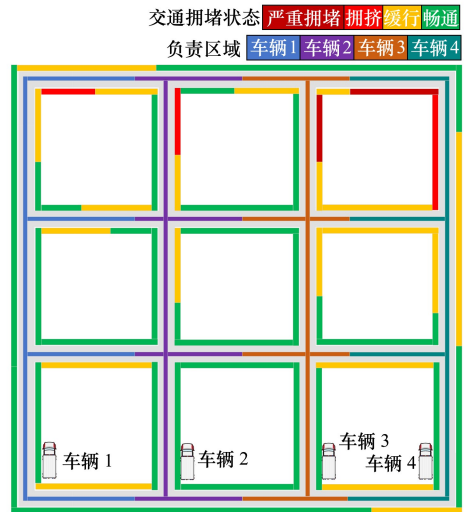 交通拥堵状态 严重拥堵 拥挤 缓行 畅通
负责区域 车辆1 车辆2 车辆3 车辆4
车辆 1
车辆 2
车辆 3
车辆 4